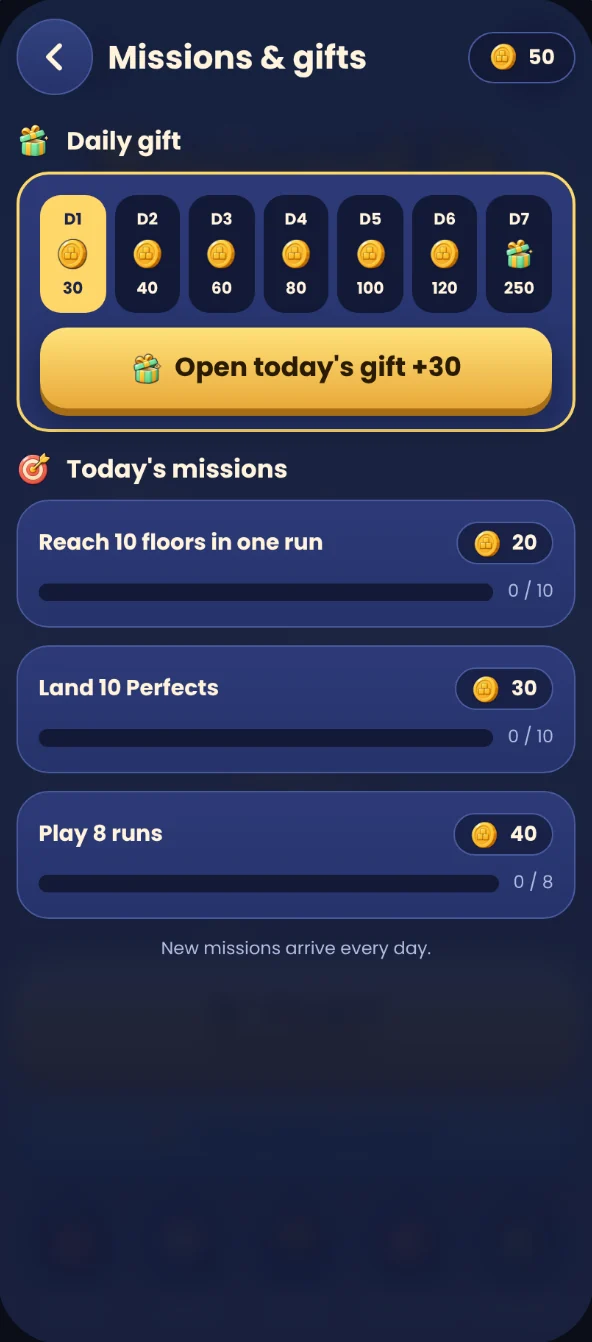 Missions & gifts
50
Daily gift
D1 D2 D3 D4 D5 D6 D7
30 40 60 80 100 120 250
Open today's gift +30
Today's missions
Reach 10 floors in one run
20
0 / 10
Land 10 Perfects
30
0 / 10
Play 8 runs
40
0 / 8
New missions arrive every day.